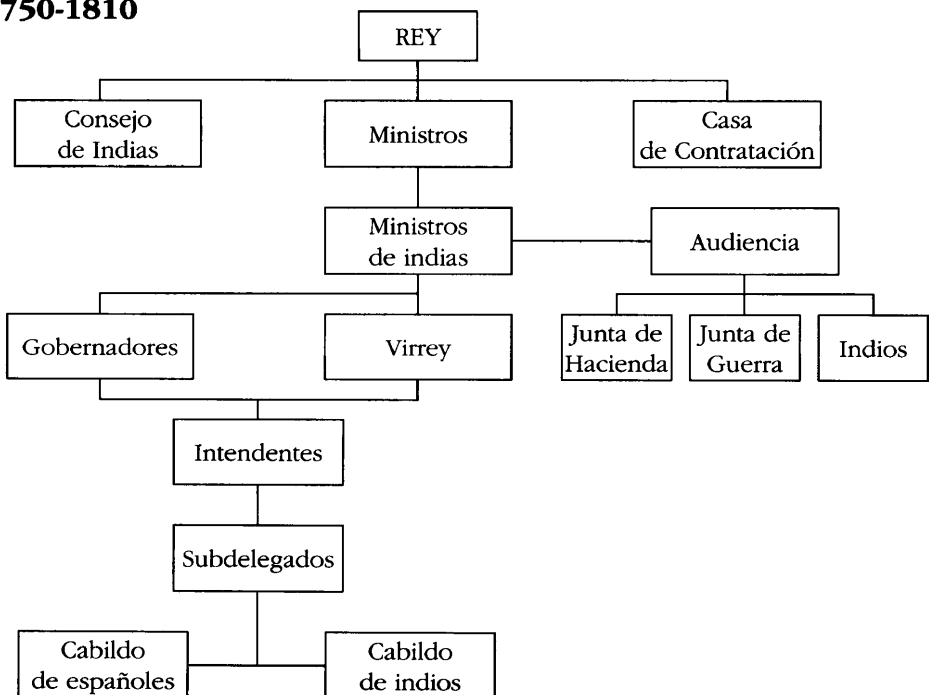 750-1810
REY
Consejo
de Indias
Ministros
Casa
de Contratación
Ministros
de indias
Audiencia
Gobernadores
Virrey
Junta de
Hacienda
Junta de
Guerra
Indios
Intendentes
Subdelegados
Cabildo
de españoles
Cabildo
de indios